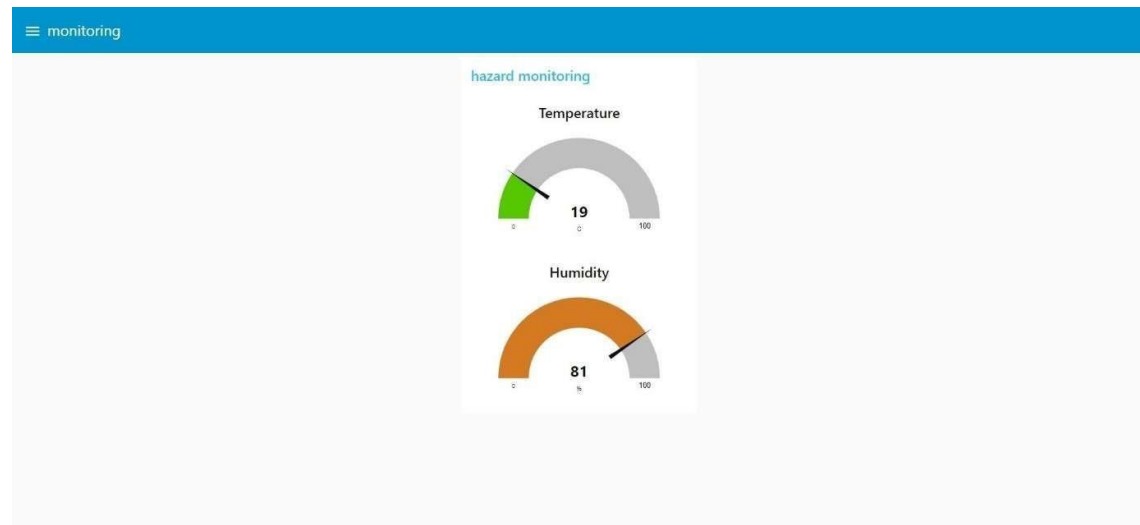 monitoring
hazard monitoring
Temperature
19
0 C 100
Humidity
81
0 % 100